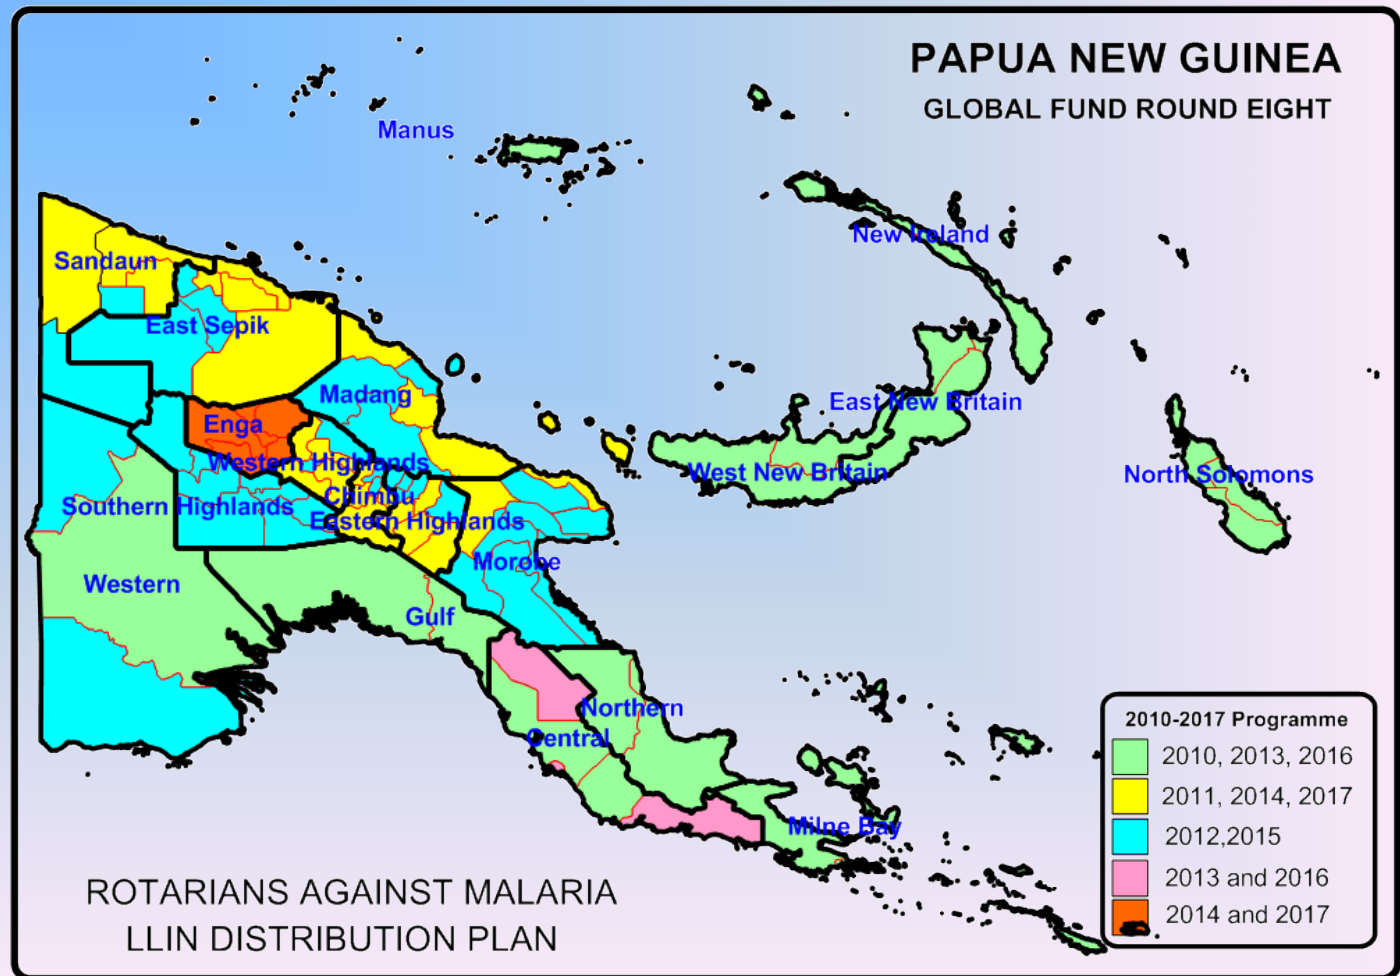 PAPUA NEW GUINEA
GLOBAL FUND ROUND EIGHT
Manus
New Ireland
Sandaun
East Sepik
Madang
East New Britain
Enga
Western Highlands
West New Britain
North Solomons
Chimbu
Southern Highlands
Eastern Highlands
Morobe
Western
Gulf
Northern
Central
Milne Bay
2010-2017 Programme
2010, 2013, 2016
2011, 2014, 2017
2012,2015
2013 and 2016
2014 and 2017
ROTARIANS AGAINST MALARIA
LLIN DISTRIBUTION PLAN